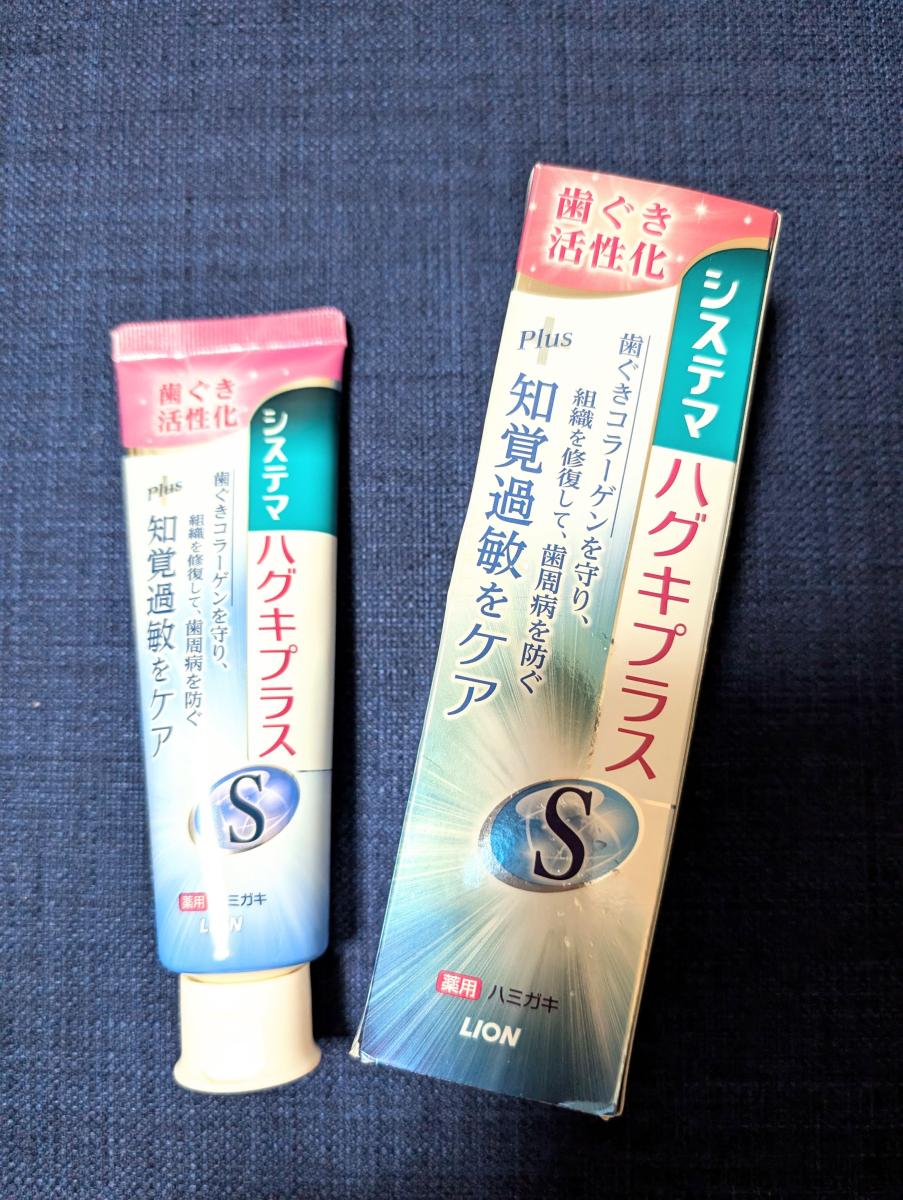 歯ぐき
活性化
システマ
ハグキプラス
歯ぐきコラーゲンを守り、
組織を修復して、歯周病を防ぐ
Plus
知覚過敏をケア
S
薬用 ハミガキ
LION
歯ぐき
活性化
システマ
ハグキプラス
歯ぐきコラーゲンを守り、
組織を修復して、歯周病を防ぐ
Plus
知覚過敏をケア
S
薬用 ハミガキ
LION